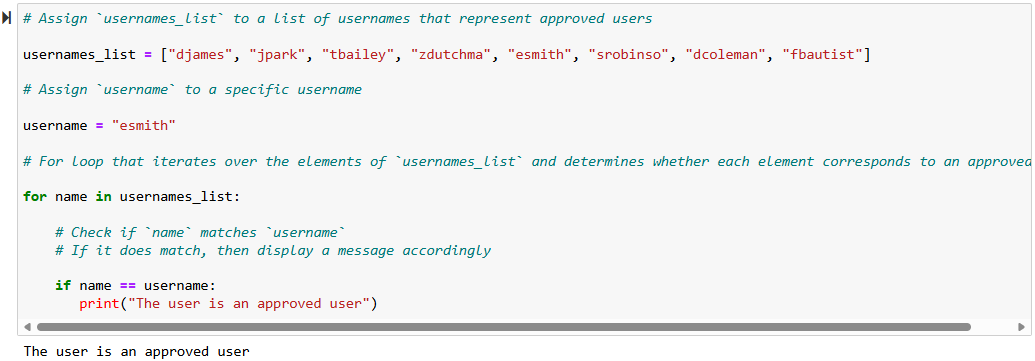 # Assign `usernames_list` to a list of usernames that represent approved users
usernames_list = ["djames", "jpark", "tbailey", "zdutchma", "esmith", "srobinso", "dcoleman", "fbautist"]
# Assign `username` to a specific username
username = "esmith"
# For loop that iterates over the elements of `usernames_list` and determines whether each element corresponds to an approved
for name in usernames_list:
    # Check if `name` matches `username`
    # If it does match, then display a message accordingly
    if name == username:
       print("The user is an approved user")
The user is an approved user